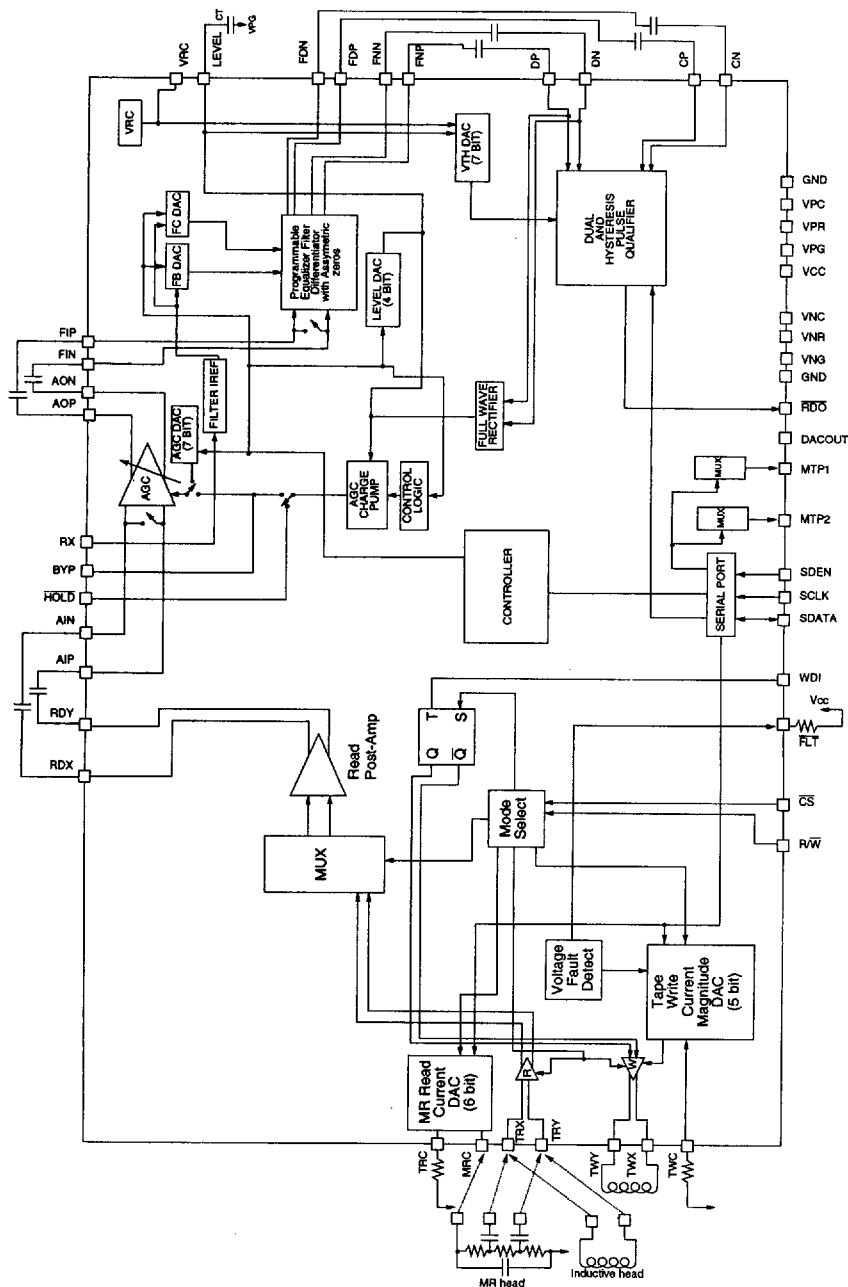 CT
VPG
VRC
LEVEL
FDN
FDP
FNN
FNP
DP
DN
CP
CN
VRC
VTH DAC
(7 BIT)
FC DAC
FB DAC
Programmable
Equalizer Filter
Differentiator
with Assymetric
zeros
LEVEL DAC
(4 BIT)
DUAL
AND
HYSTERESIS
PULSE
QUALIFIER
GND
VPC
VPR
VPG
VCC
VNC
VNR
VNG
GND
RDO
DACOUT
MTP1
MTP2
SDEN
SCLK
SDATA
WDI
Vcc
FLT
CS
R/W
FIP
FIN
AON
AOP
AGC
AGC DAC
(7 BIT)
FILTER IREF
FULL WAVE
RECTIFIER
AGC
CHARGE
PUMP
CONTROL
LOGIC
MUX
MUX
SERIAL PORT
CONTROLLER
RX
BYP
HOLD
AIN
AIP
RDY
RDX
Read
Post-Amp
T
S
Q
Q
Mode
Select
MUX
Voltage
Fault
Detect
Tape
Write
Current
Magnitude
DAC
(5 bit)
MR Read
Current
DAC
(6 bit)
R
W
TRC
MRC
TRX
TRY
TWY
TWX
TWC
MR head
Inductive head